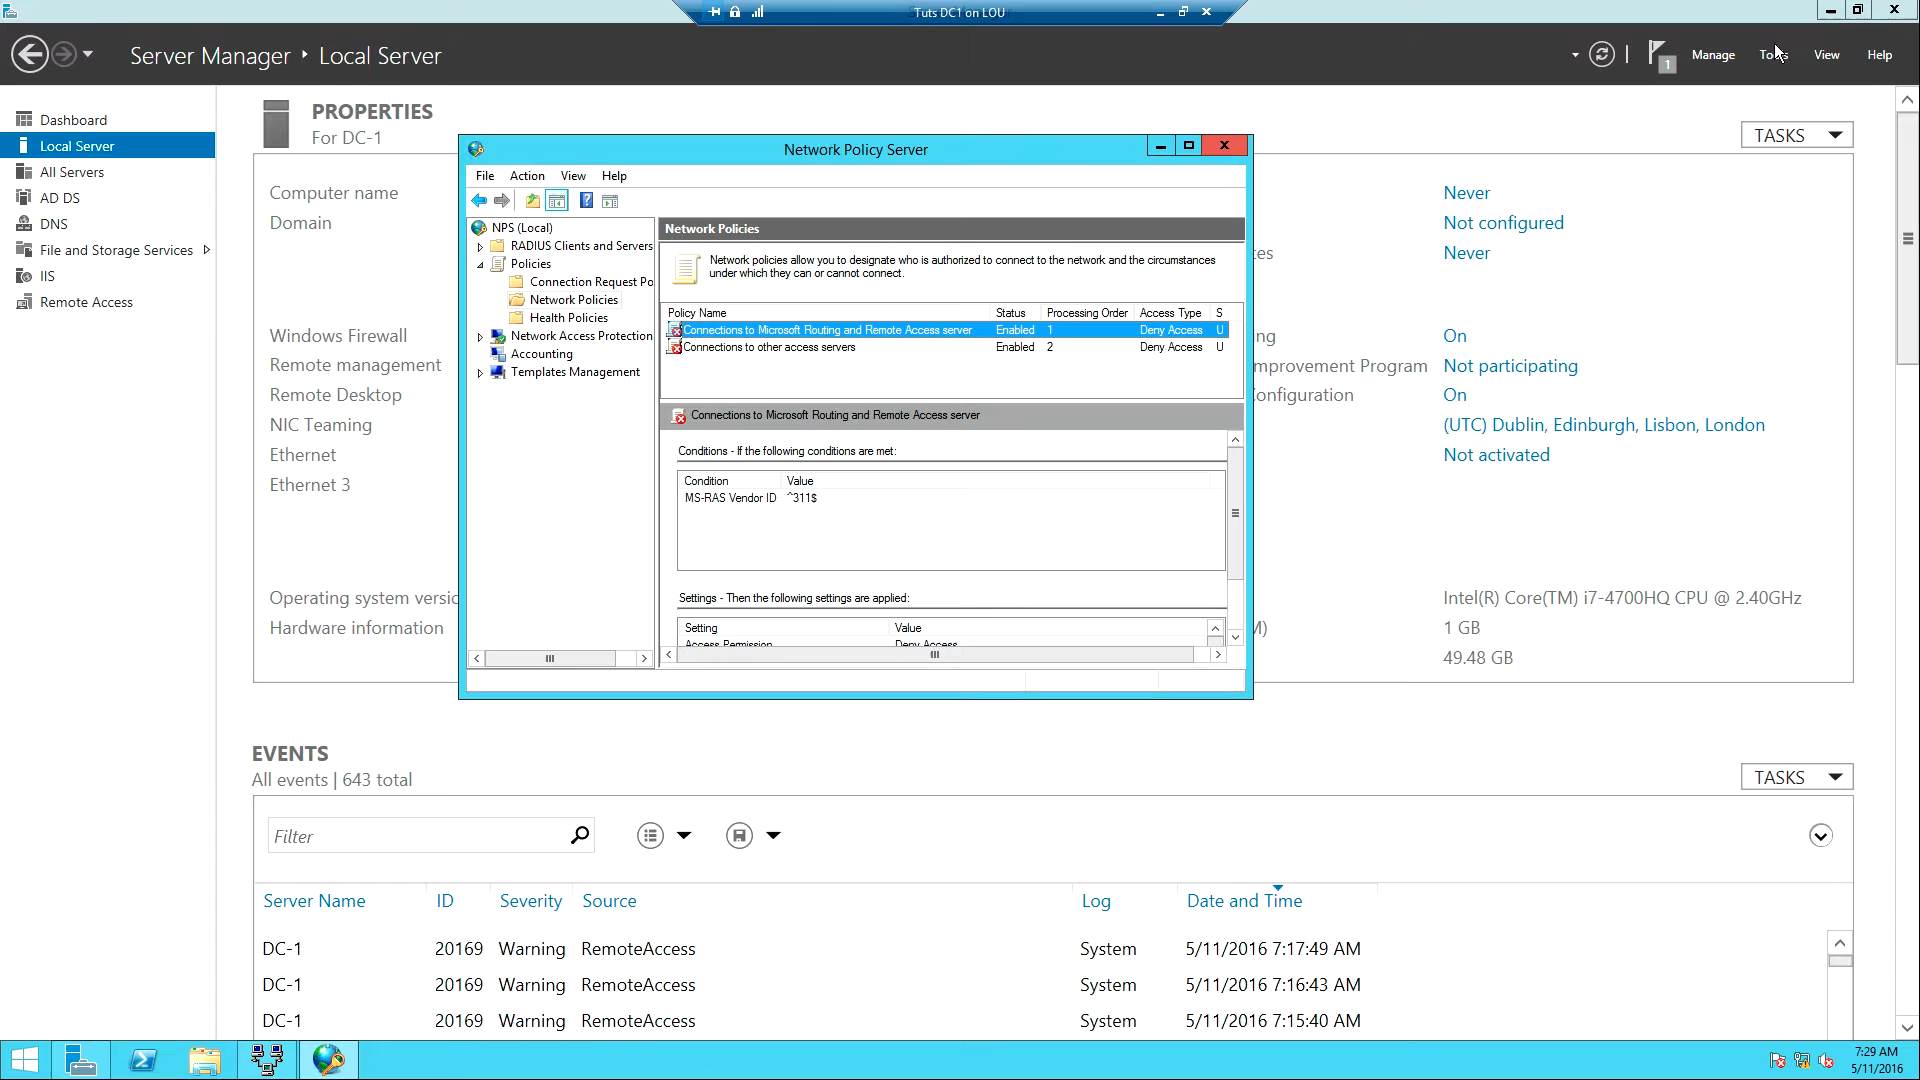 Tuts DC1 on LOU
Server Manager ‣ Local Server
1
Manage
View
Help
Dashboard
Local Server
All Servers
AD DS
DNS
File and Storage Services
IIS
Remote Access
PROPERTIES
For DC-1
TASKS
Computer name
Domain
Windows Firewall
Remote management
Remote Desktop
NIC Teaming
Ethernet
Ethernet 3
Operating system versio
Hardware information
Network Policy Server
File
Action
View
Help
NPS (Local)
RADIUS Clients and Servers
Policies
Connection Request Po
Network Policies
Health Policies
Network Access Protection
Accounting
Templates Management
Network Policies
Network policies allow you to designate who is authorized to connect to the network and the circumstances
under which they can or cannot connect.
Policy Name Status Processing Order Access Type S
Connections to Microsoft Routing and Remote Access server Enabled 1 Deny Access U
Connections to other access servers Enabled 2 Deny Access U
Connections to Microsoft Routing and Remote Access server
Conditions - If the following conditions are met:
Condition Value
MS-RAS Vendor ID ^311$
Settings - Then the following settings are applied:
Setting Value
Access Permission Deny Access
Never
Not configured
es Never
ng On
mprovement Program Not participating
onfiguration On
(UTC) Dublin, Edinburgh, Lisbon, London
Not activated
Intel(R) Core(TM) i7-4700HQ CPU @ 2.40GHz
M) 1 GB
49.48 GB
EVENTS
All events | 643 total
TASKS
Filter
Server Name ID Severity Source Log Date and Time
DC-1 20169 Warning RemoteAccess System 5/11/2016 7:17:49 AM
DC-1 20169 Warning RemoteAccess System 5/11/2016 7:16:43 AM
DC-1 20169 Warning RemoteAccess System 5/11/2016 7:15:40 AM
7:29 AM
5/11/2016